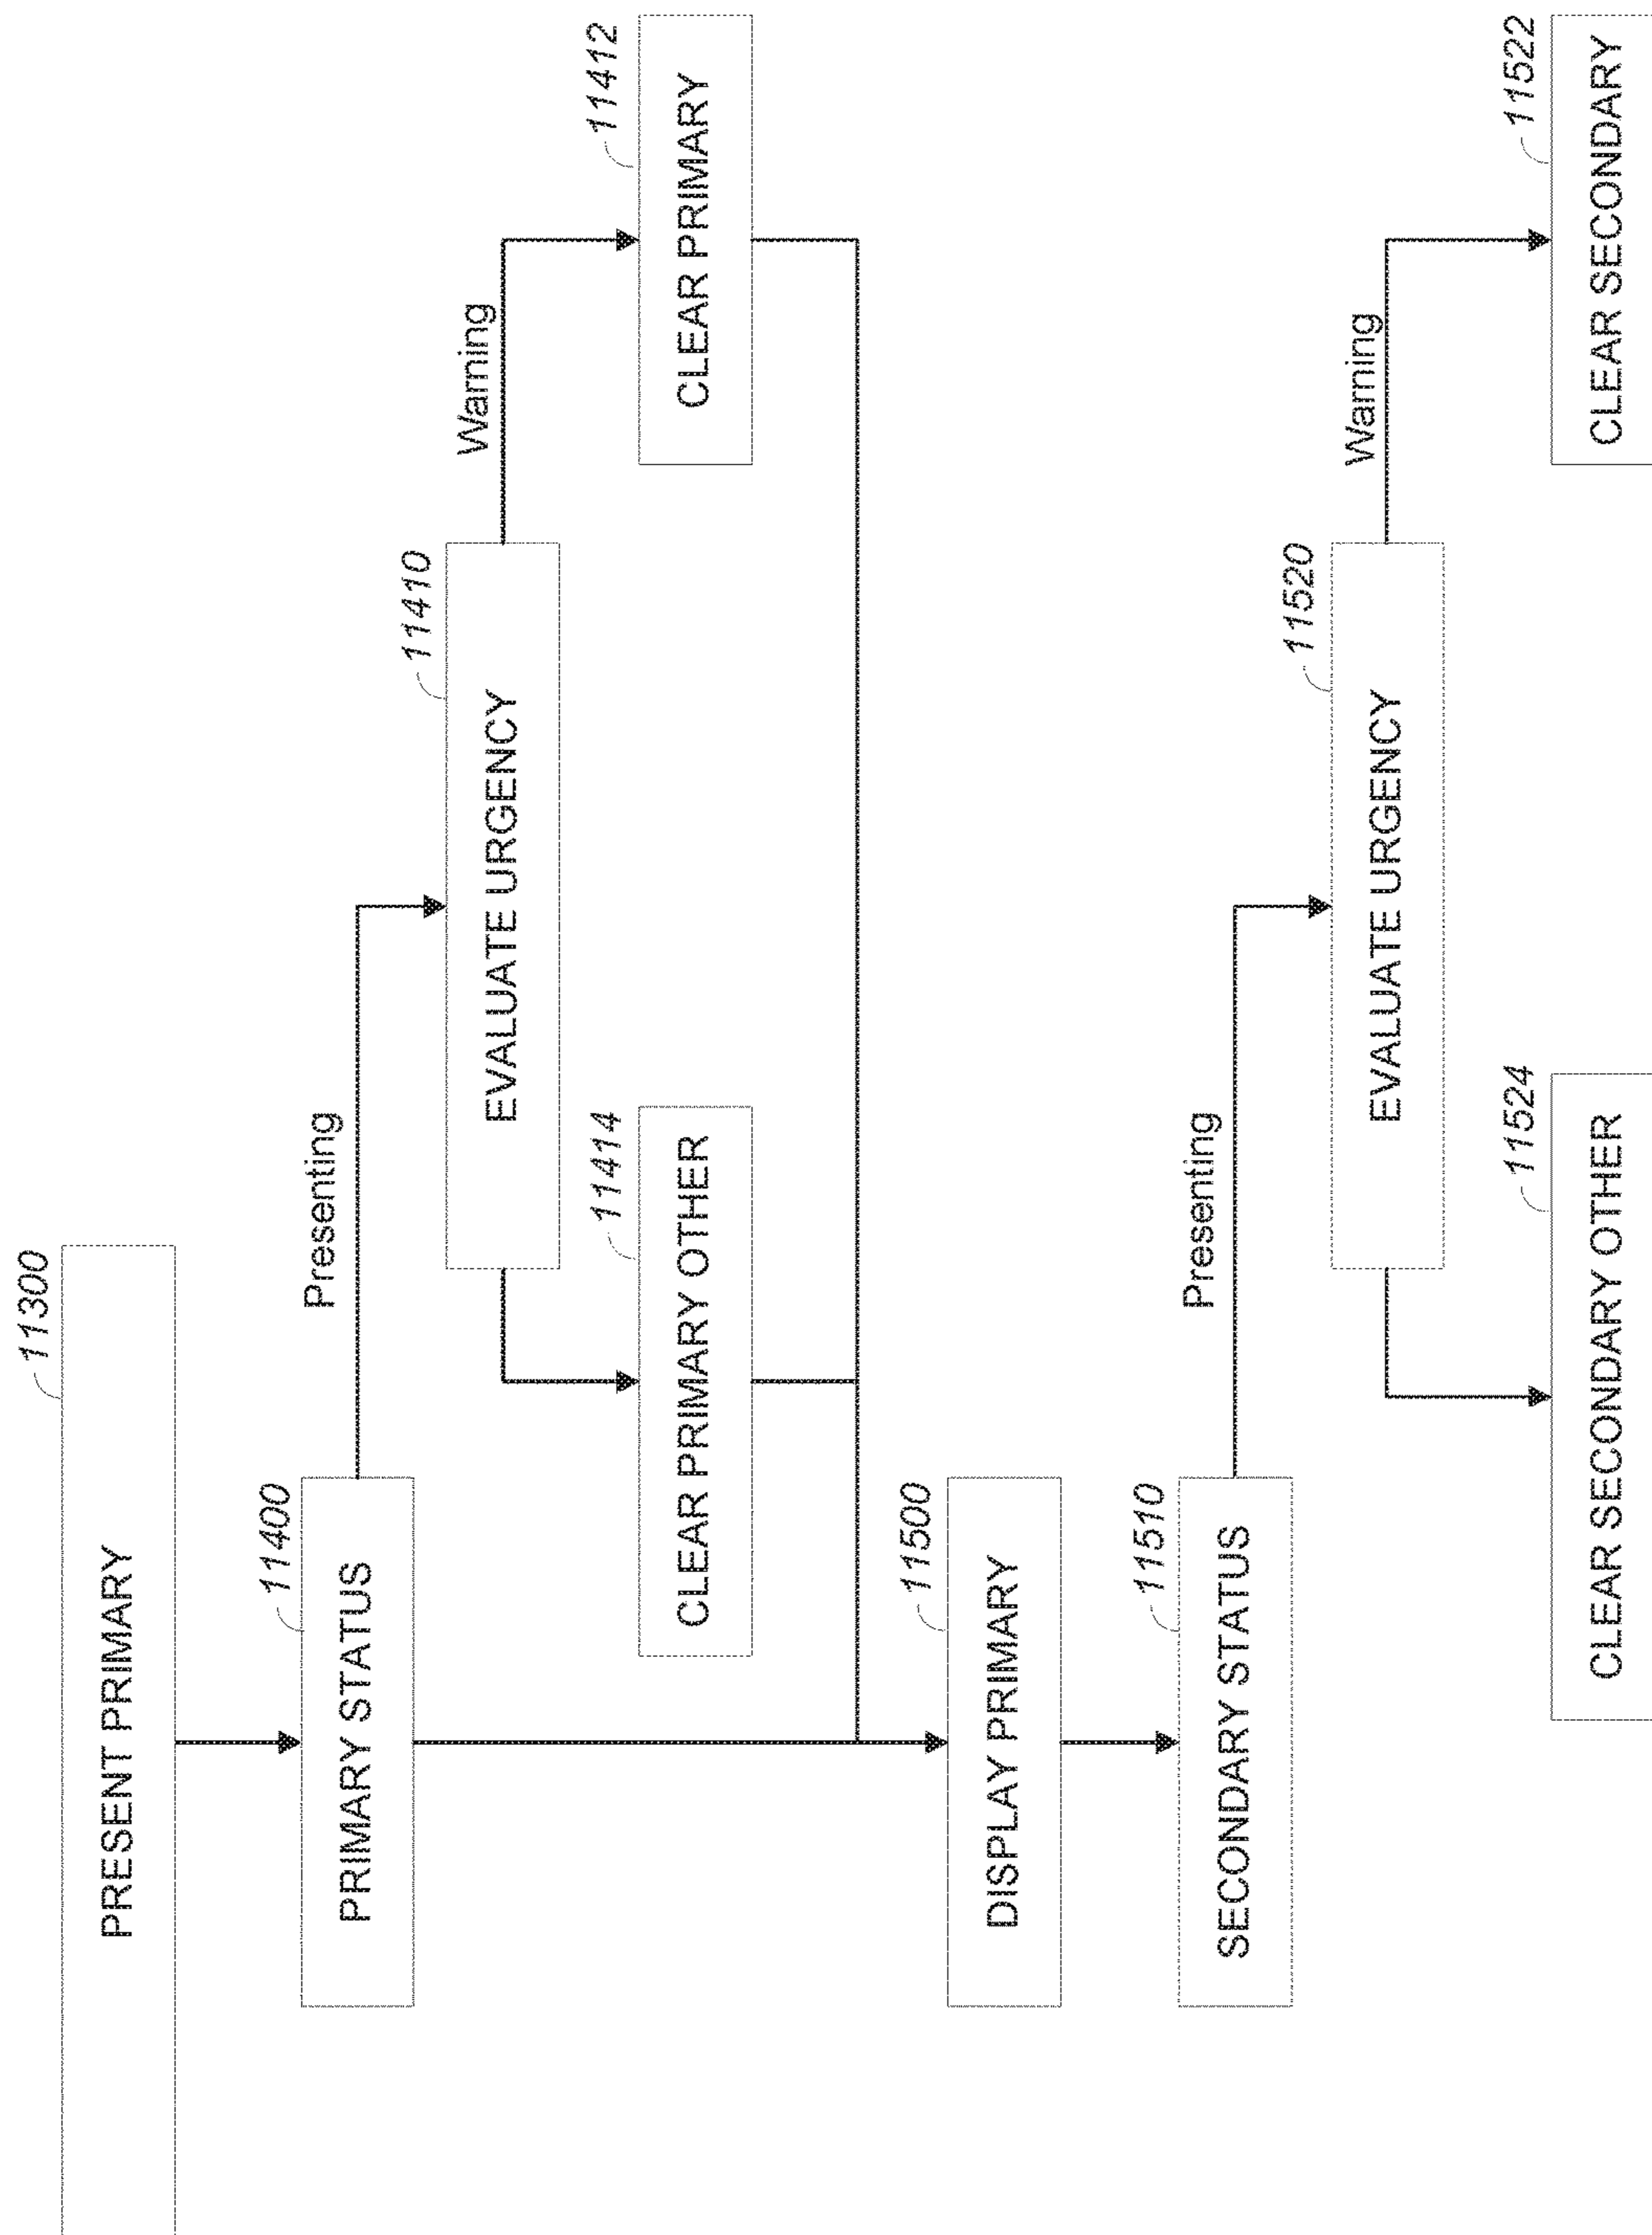 11300
PRESENT PRIMARY
11400
PRIMARY STATUS
Presenting
11410
EVALUATE URGENCY
Warning
11412
CLEAR PRIMARY
11414
CLEAR PRIMARY OTHER
11500
DISPLAY PRIMARY
11510
SECONDARY STATUS
Presenting
11520
EVALUATE URGENCY
Warning
11522
CLEAR SECONDARY
11524
CLEAR SECONDARY OTHER